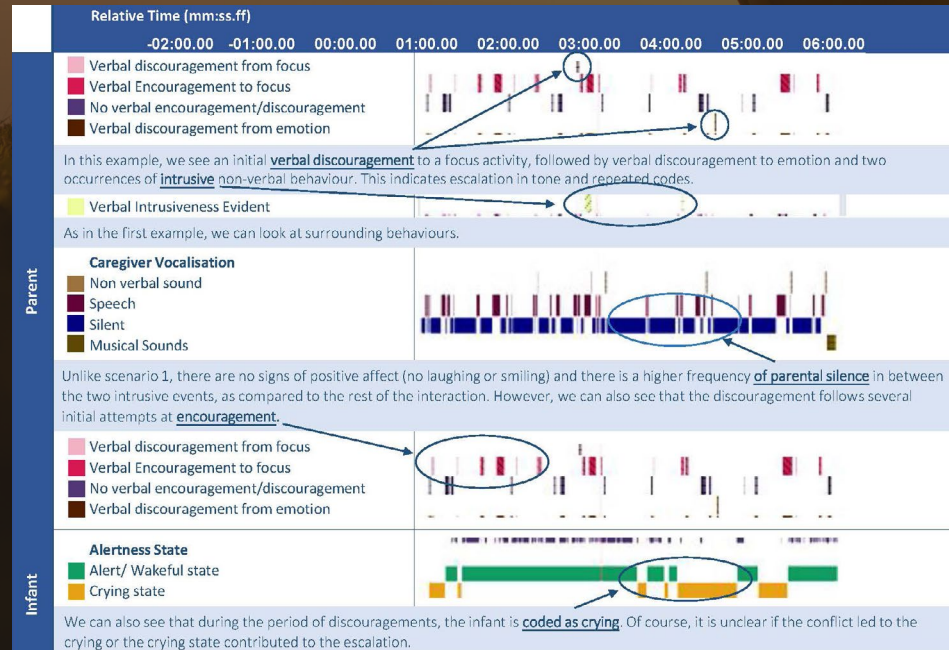 Relative Time (mm:ss.ff)
-02:00.00 -01:00.00 00:00.00 01:00.00 02:00.00 03:00.00 04:00.00 05:00.00 06:00.00
Parent
Verbal discouragement from focus
Verbal Encouragement to focus
No verbal encouragement/discouragement
Verbal discouragement from emotion
In this example, we see an initial verbal discouragement to a focus activity, followed by verbal discouragement to emotion and two
occurrences of intrusive non-verbal behaviour. This indicates escalation in tone and repeated codes.
Verbal Intrusiveness Evident
As in the first example, we can look at surrounding behaviours.
Caregiver Vocalisation
Non verbal sound
Speech
Silent
Musical Sounds
Unlike scenario 1, there are no signs of positive affect (no laughing or smiling) and there is a higher frequency of parental silence in between
the two intrusive events, as compared to the rest of the interaction. However, we can also see that the discouragement follows several
initial attempts at encouragement.
Verbal discouragement from focus
Verbal Encouragement to focus
No verbal encouragement/discouragement
Verbal discouragement from emotion
Infant
Alertness State
Alert/ Wakeful state
Crying state
We can also see that during the period of discouragements, the infant is coded as crying. Of course, it is unclear if the conflict led to the
crying or the crying state contributed to the escalation.